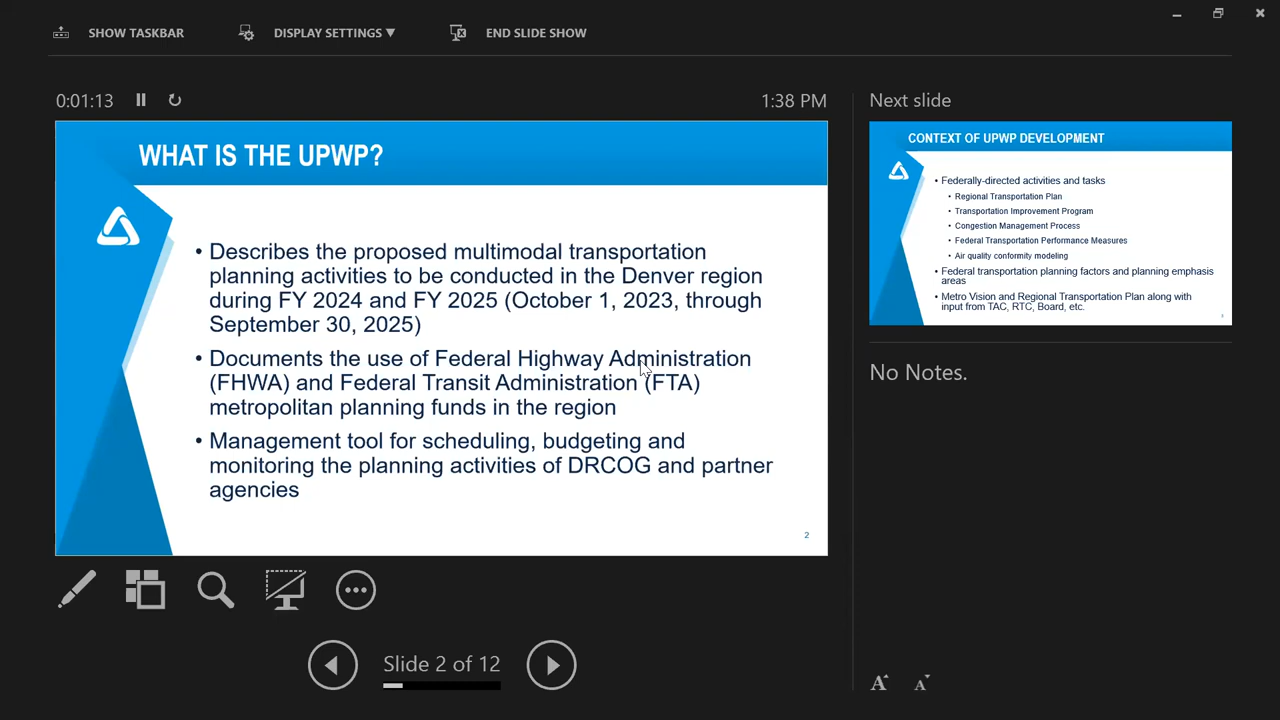 SHOW TASKBAR
DISPLAY SETTINGS ▼
END SLIDE SHOW
0:01:13
1:38 PM
WHAT IS THE UPWP?
• Describes the proposed multimodal transportation
planning activities to be conducted in the Denver region
during FY 2024 and FY 2025 (October 1, 2023, through
September 30, 2025)
• Documents the use of Federal Highway Administration
(FHWA) and Federal Transit Administration (FTA)
metropolitan planning funds in the region
• Management tool for scheduling, budgeting and
monitoring the planning activities of DRCOG and partner
agencies
2
Slide 2 of 12
Next slide
CONTEXT OF UPWP DEVELOPMENT
• Federally-directed activities and tasks
• Regional Transportation Plan
• Transportation Improvement Program
• Congestion Management Process
• Federal Transportation Performance Measures
• Air quality conformity modeling
• Federal transportation planning factors and planning emphasis
areas
• Metro Vision and Regional Transportation Plan along with
input from TAC, RTC, Board, etc.
No Notes.
A A